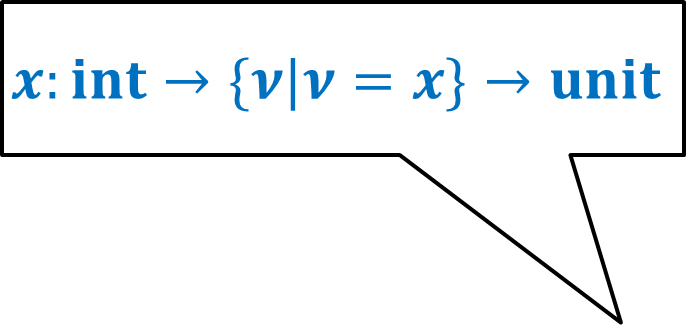 x: int → {ν|ν = x} → unit